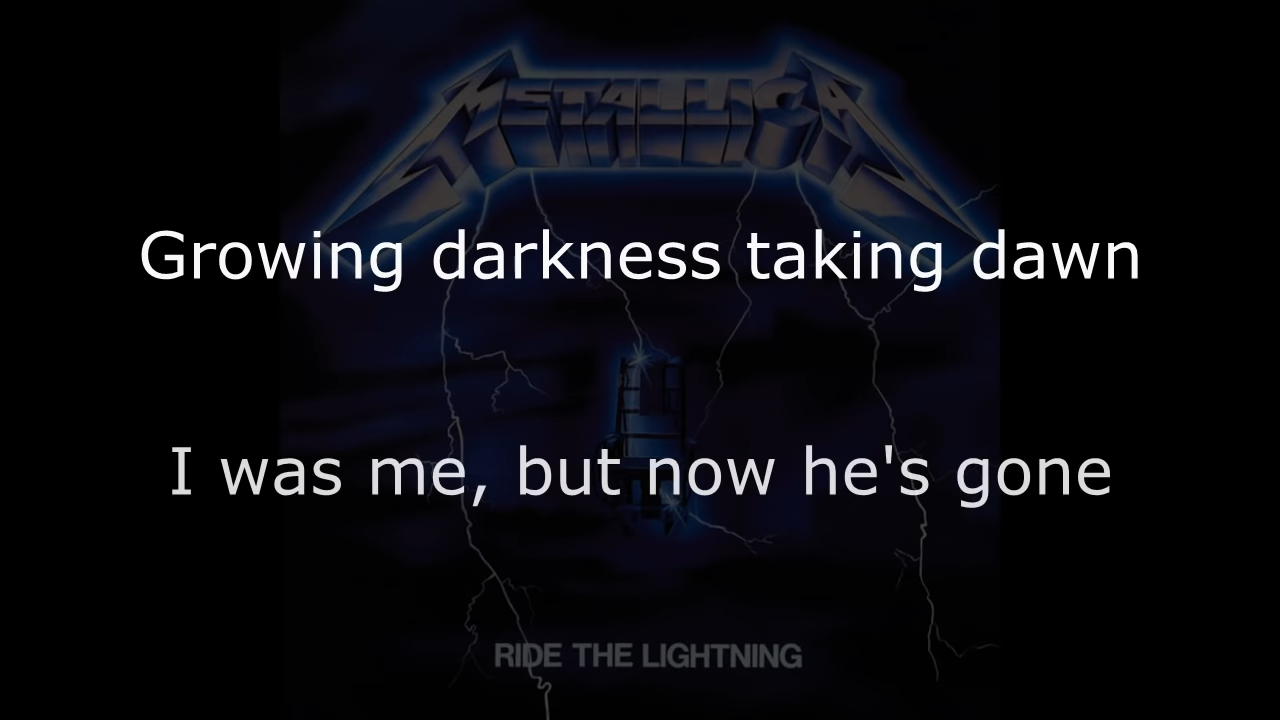 METALLICA
Growing darkness taking dawn
I was me, but now he's gone
RIDE THE LIGHTNING